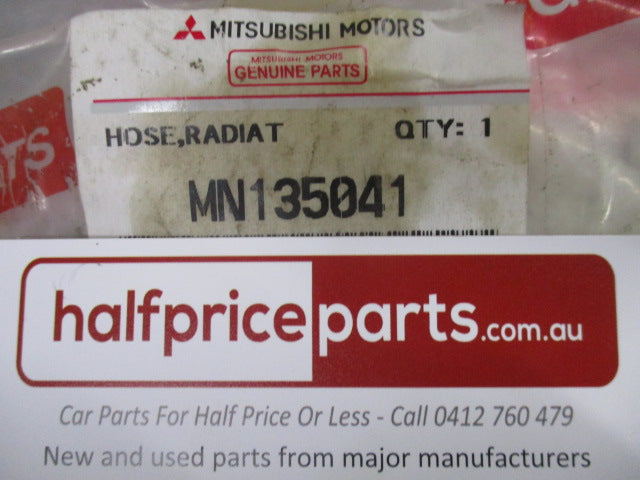 MITSUBISHI MOTORS
MITSUBISHI MOTORS
GENUINE PARTS
HOSE,RADIAT QTY: 1
MN135041
halfpriceparts.com.au
Car Parts For Half Price Or Less - Call 0412 760 479
New and used parts from major manufacturers